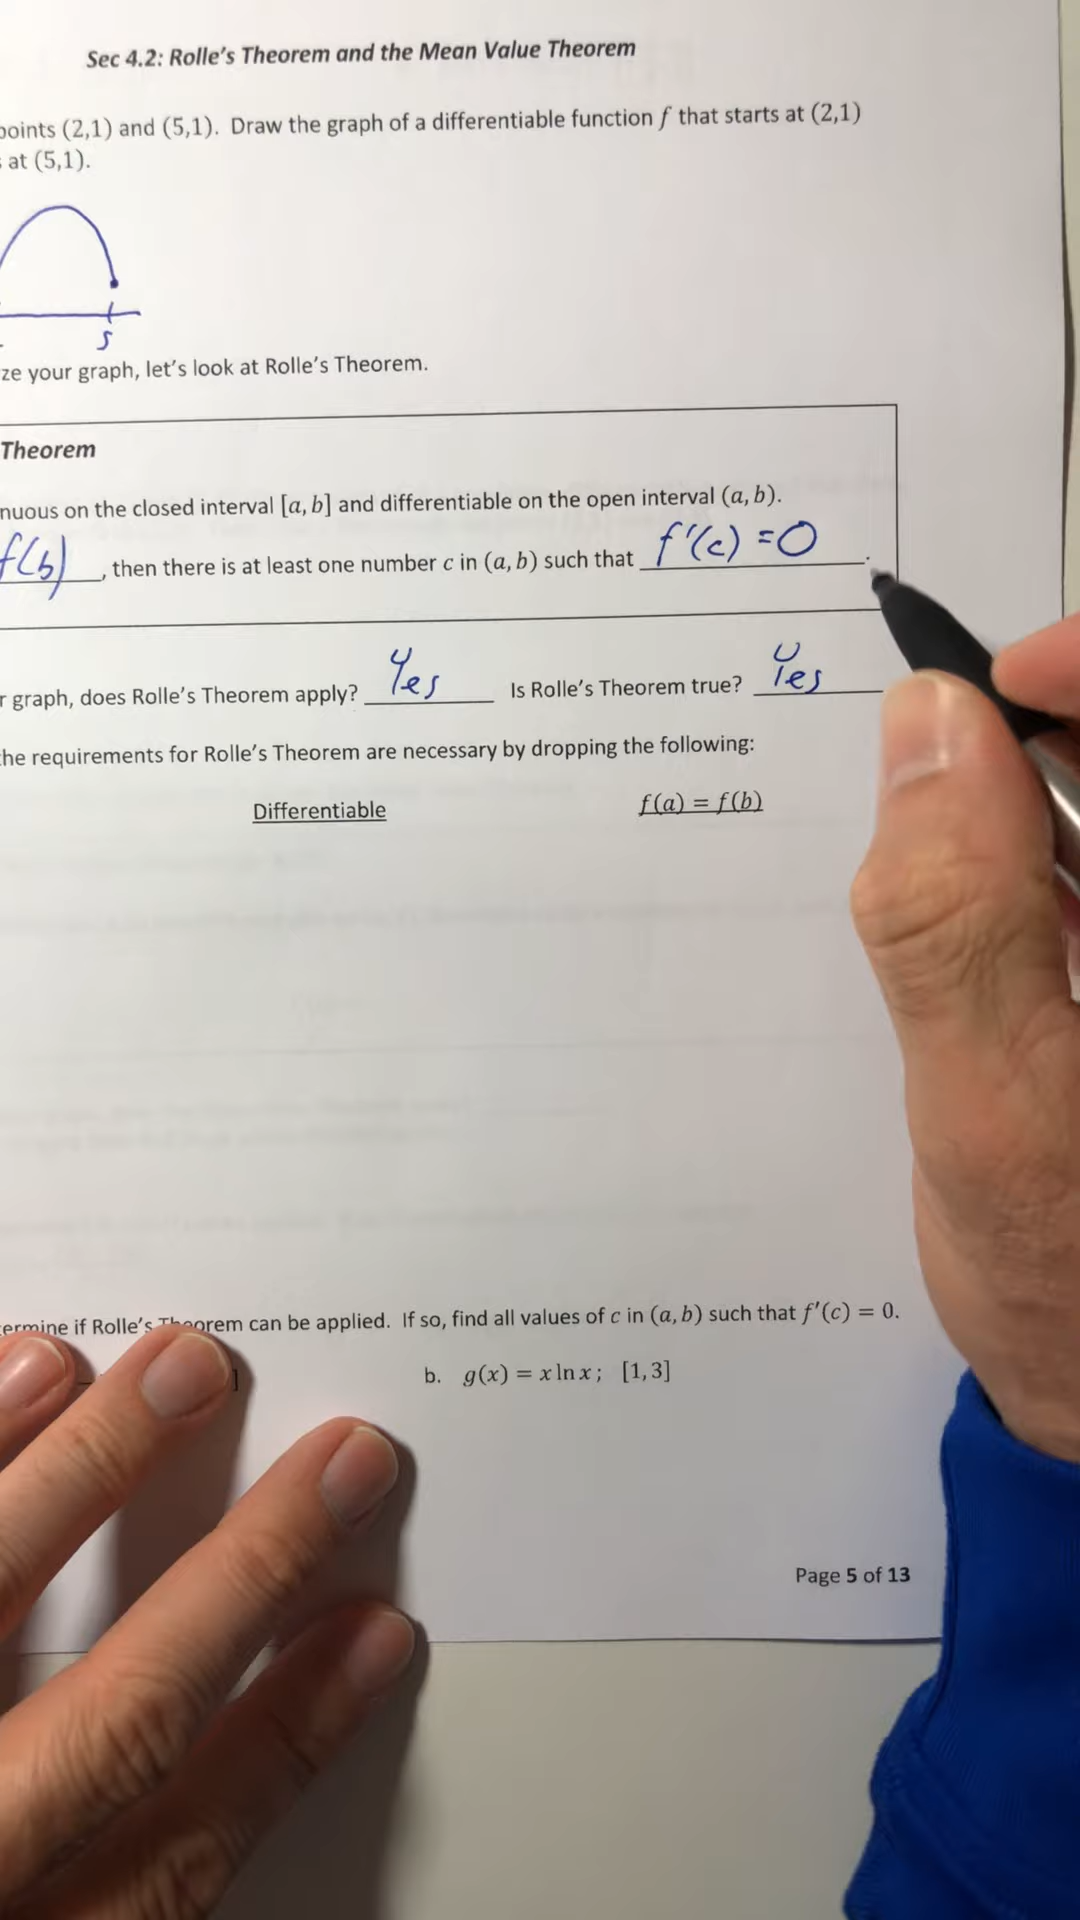 Sec 4.2: Rolle's Theorem and the Mean Value Theorem
points (2,1) and (5,1). Draw the graph of a differentiable function f that starts at (2,1)
at (5,1).
5
ze your graph, let's look at Rolle's Theorem.
Theorem
nuous on the closed interval [a, b] and differentiable on the open interval (a, b).
f(b), then there is at least one number c in (a, b) such that f'(c) = 0.
r graph, does Rolle's Theorem apply? Yes Is Rolle's Theorem true? Yes
the requirements for Rolle's Theorem are necessary by dropping the following:
Differentiable f(a) = f(b)
ermine if Rolle's Theorem can be applied. If so, find all values of c in (a, b) such that f'(c) = 0.
] b. g(x) = x ln x; [1,3]
Page 5 of 13